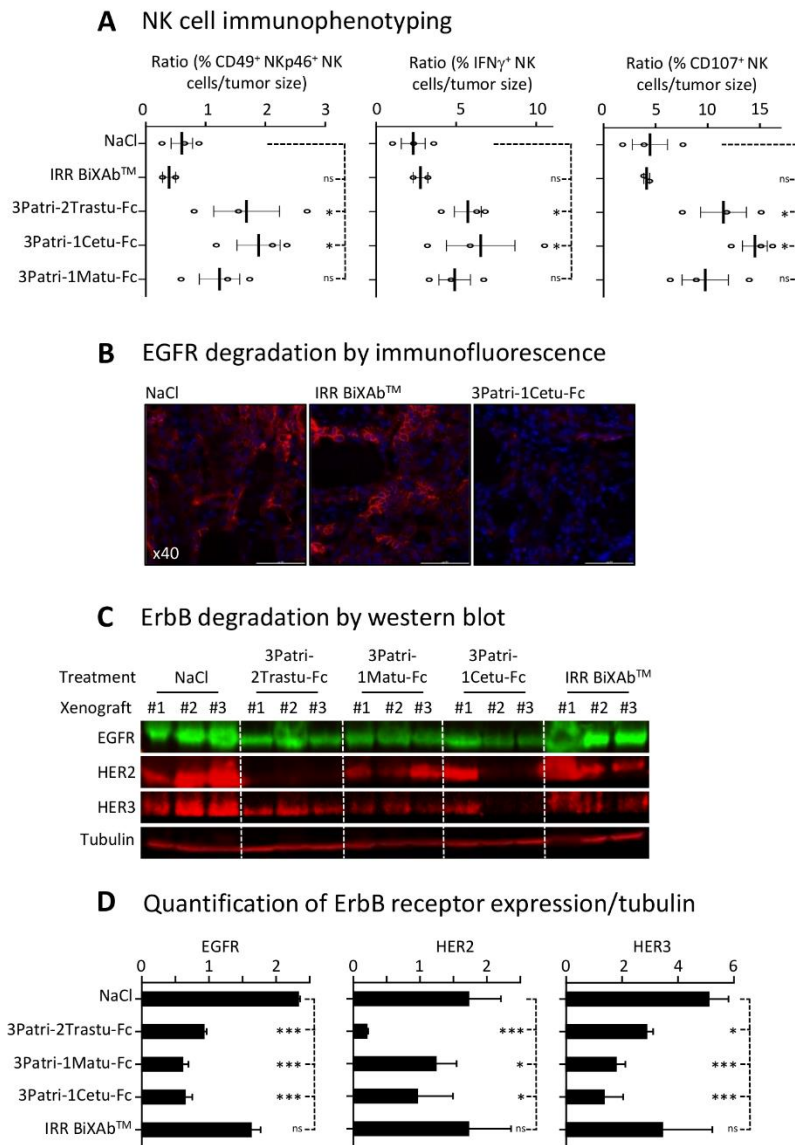 A NK cell immunophenotyping
Ratio (% CD49⁺ NKp46⁺ NK cells/tumor size)
Ratio (% IFNγ⁺ NK cells/tumor size)
Ratio (% CD107⁺ NK cells/tumor size)
0 1 2 3
0 5 10
0 5 10 15
NaCl
IRR BiXAb™ ns ns ns
3Patri-2Trastu-Fc * * *
3Patri-1Cetu-Fc * * *
3Patri-1Matu-Fc ns ns ns
B EGFR degradation by immunofluorescence
NaCl IRR BiXAb™ 3Patri-1Cetu-Fc
x40
C ErbB degradation by western blot
Treatment NaCl 3Patri-2Trastu-Fc 3Patri-1Matu-Fc 3Patri-1Cetu-Fc IRR BiXAb™
Xenograft #1 #2 #3 #1 #2 #3 #1 #2 #3 #1 #2 #3 #1 #2 #3
EGFR
HER2
HER3
Tubulin
D Quantification of ErbB receptor expression/tubulin
EGFR HER2 HER3
0 1 2
0 1 2
0 2 4 6
NaCl
3Patri-2Trastu-Fc *** *** *
3Patri-1Matu-Fc *** * ***
3Patri-1Cetu-Fc *** * ***
IRR BiXAb™ ns ns ns